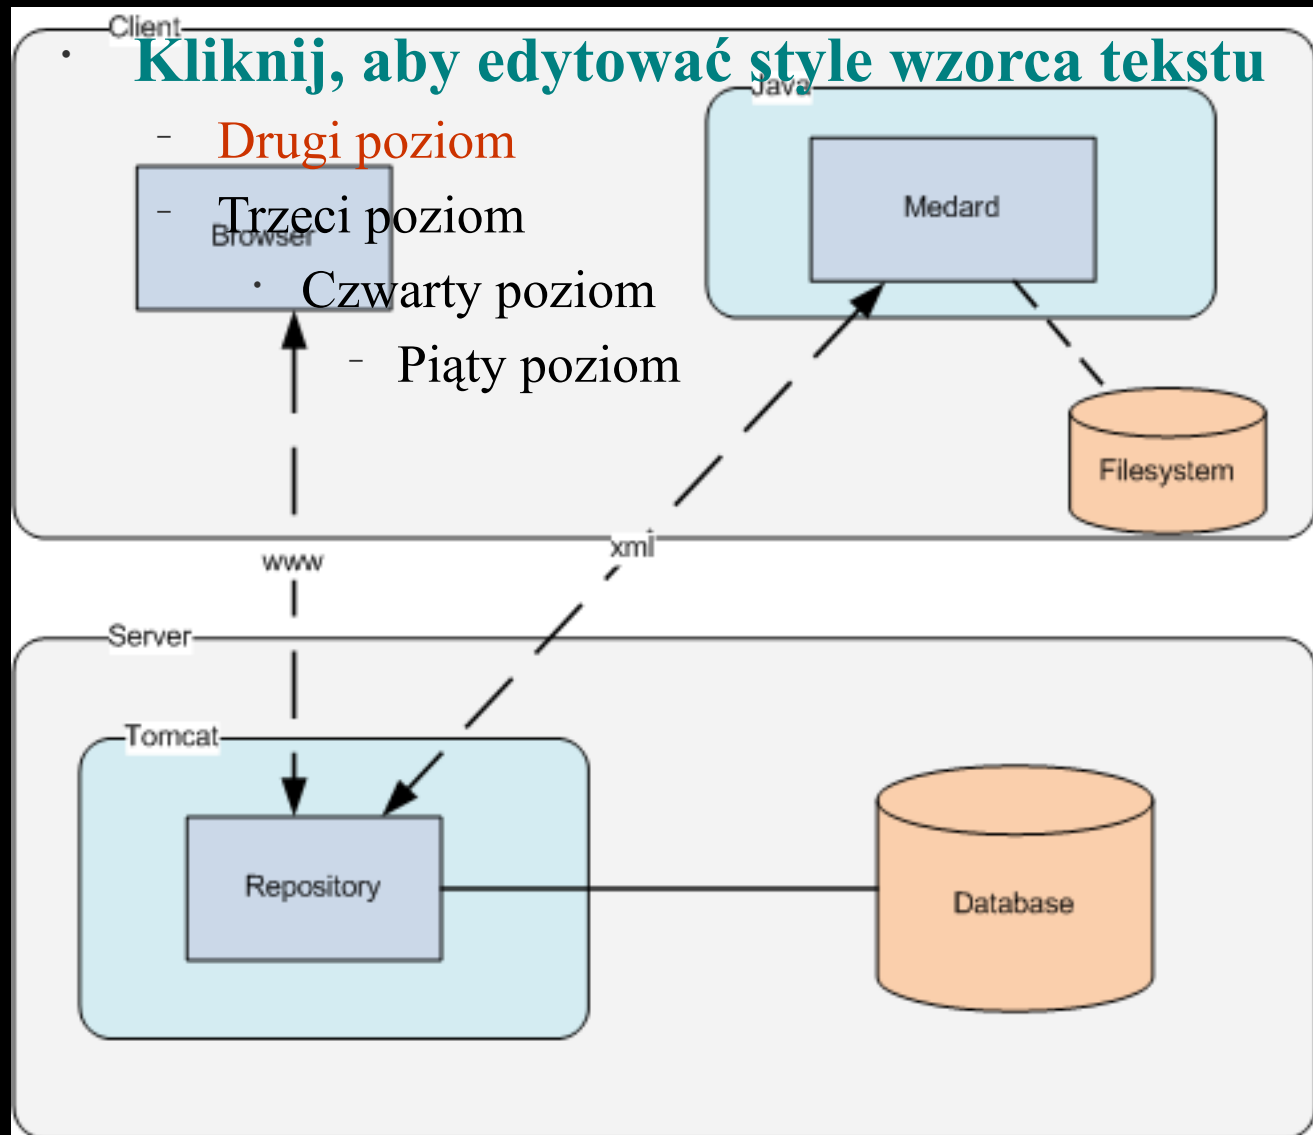 Client
Kliknij, aby edytować style wzorca tekstu
Java
Drugi poziom
Medard
Trzeci poziom
Browser
Czwarty poziom
Piąty poziom
Filesystem
xml
www
Server
Tomcat
Repository
Database